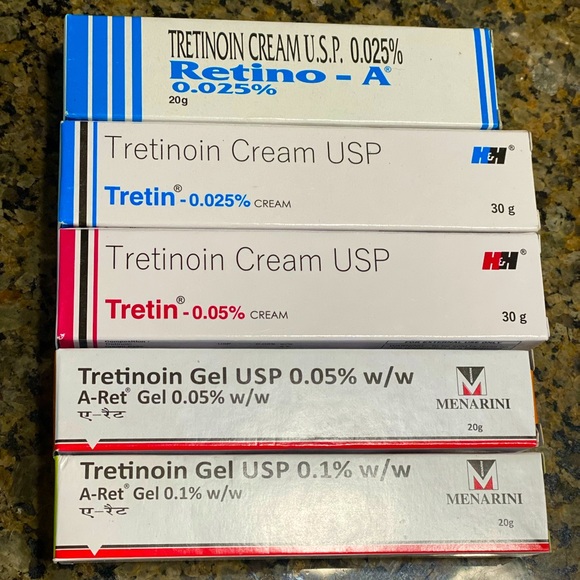 TRETINOIN CREAM U.S.P. 0.025%
Retino - A®
0.025%
20g
Tretinoin Cream USP
H&H®
Tretin®-0.025% CREAM
30 g
Tretinoin Cream USP
H&H®
Tretin®-0.05% CREAM
30 g
Tretinoin Gel USP 0.05% w/w
A-Ret® Gel 0.05% w/w
ए-रैट
MENARINI
20g
Tretinoin Gel USP 0.1% w/w
A-Ret® Gel 0.1% w/w
ए-रैट
MENARINI
20g